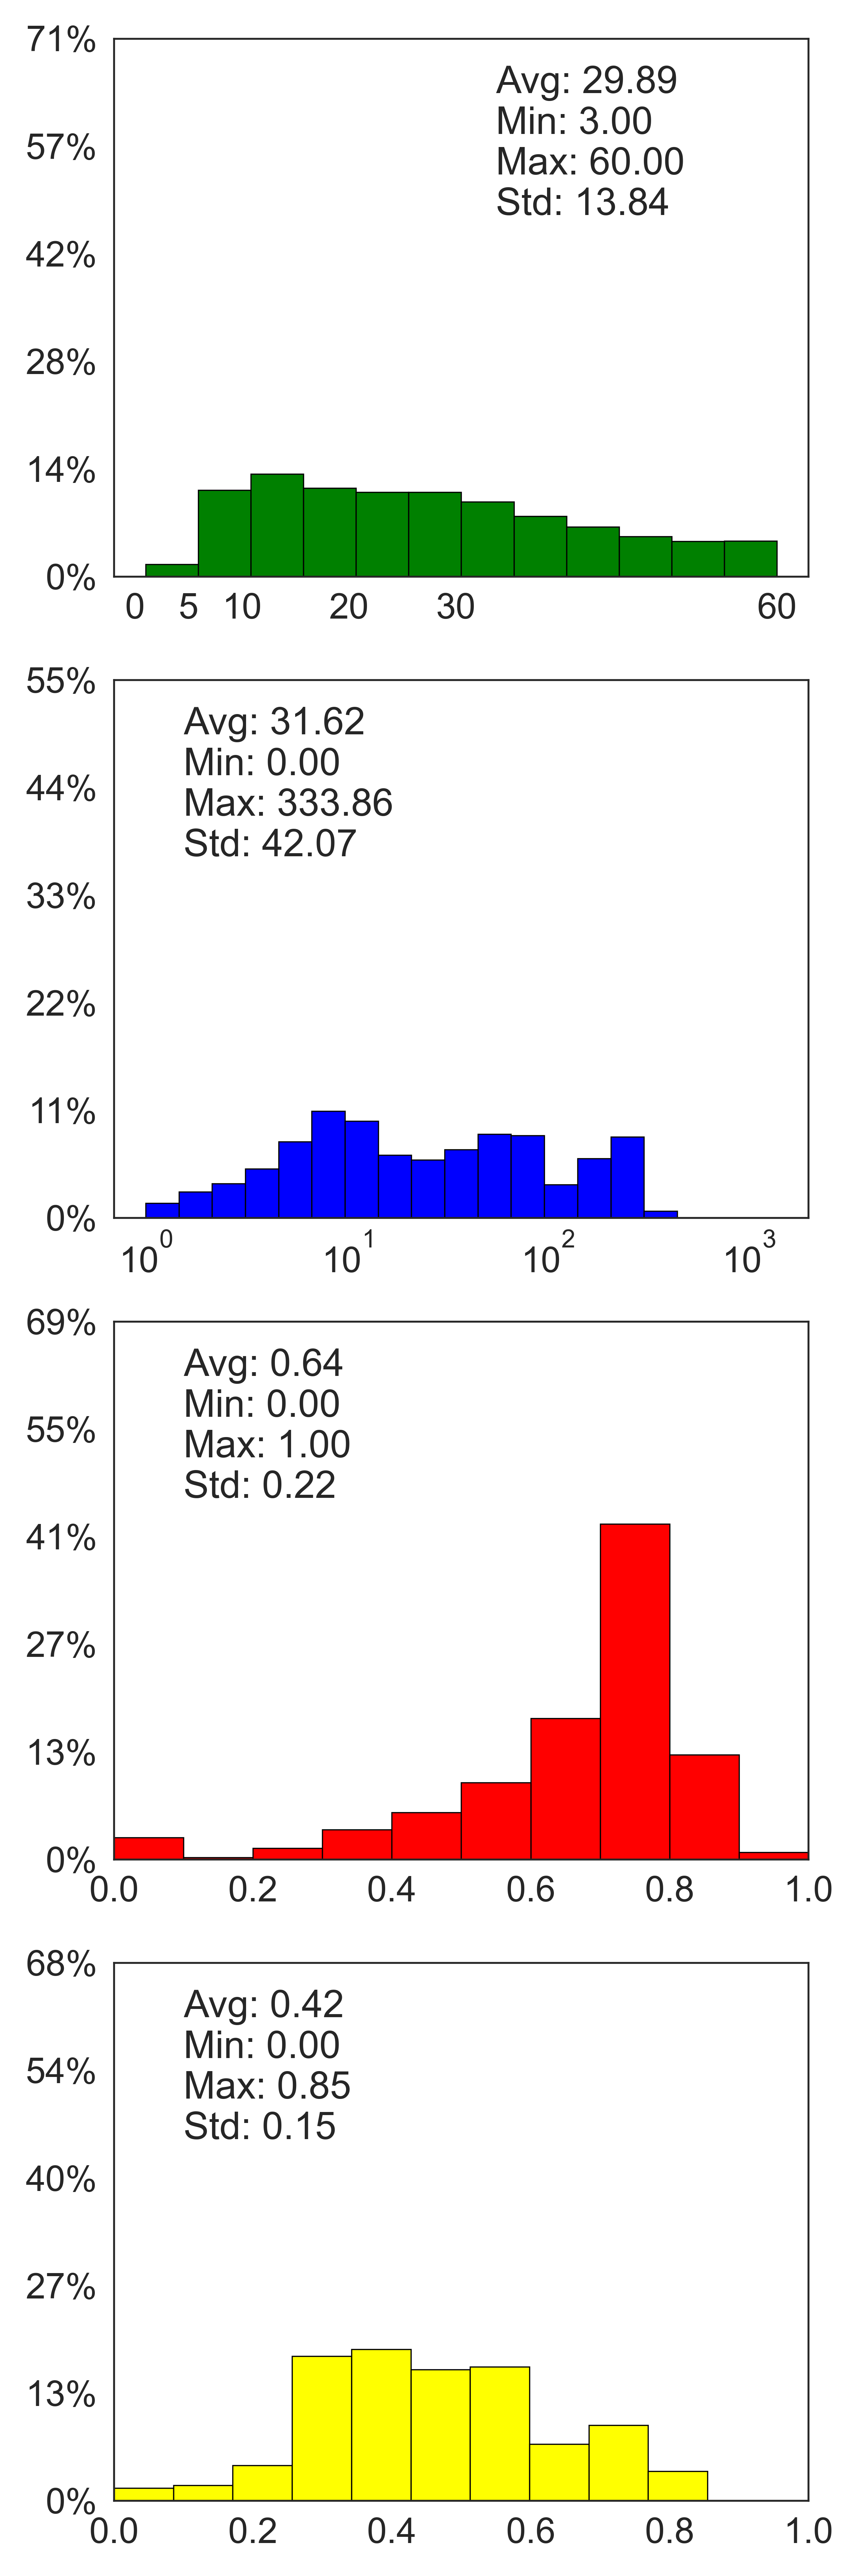 71%
Avg: 29.89
Min: 3.00
57%
Max: 60.00
Std: 13.84
42%
28%
14%
0%
0 5 10 20 30 60
55%
Avg: 31.62
Min: 0.00
44%
Max: 333.86
Std: 42.07
33%
22%
11%
0%
10^0 10^1 10^2 10^3
69%
Avg: 0.64
Min: 0.00
55%
Max: 1.00
Std: 0.22
41%
27%
13%
0%
0.0 0.2 0.4 0.6 0.8 1.0
68%
Avg: 0.42
Min: 0.00
54%
Max: 0.85
Std: 0.15
40%
27%
13%
0%
0.0 0.2 0.4 0.6 0.8 1.0